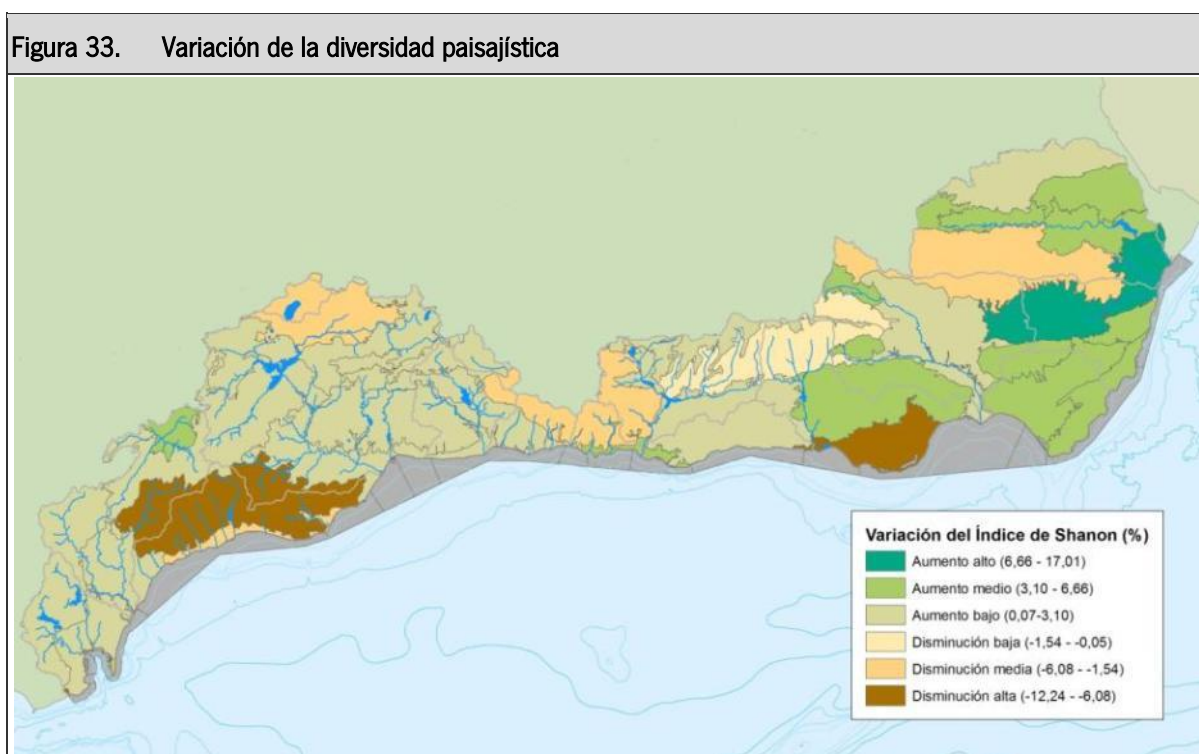 Figura 33. Variación de la diversidad paisajística
Variación del Índice de Shanon (%)
Aumento alto (6,66 - 17,01)
Aumento medio (3,10 - 6,66)
Aumento bajo (0,07-3,10)
Disminución baja (-1,54 - -0,05)
Disminución media (-6,08 - -1,54)
Disminución alta (-12,24 - -6,08)